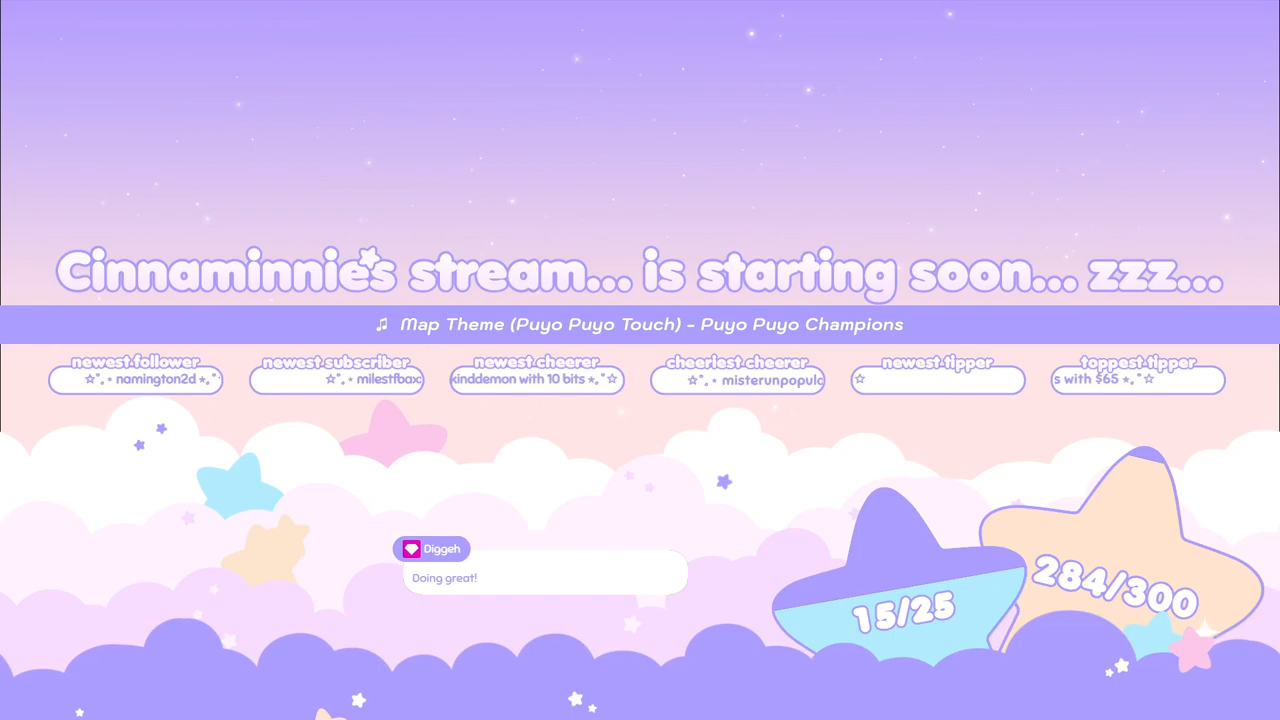 Cinnaminnie's stream... is starting soon... zzz...
♫ Map Theme (Puyo Puyo Touch) - Puyo Puyo Champions
newest follower
newest subscriber
newest cheerer
cheeriest cheerer
newest tipper
toppest tipper
☆"｡⋆ namington2d ⋆｡"
☆"｡⋆ milestfbax
kinddemon with 10 bits ⋆｡"☆
☆"｡⋆ misterunpopula
☆
s with $65 ⋆｡"☆
Diggeh
Doing great!
15/25
284/300